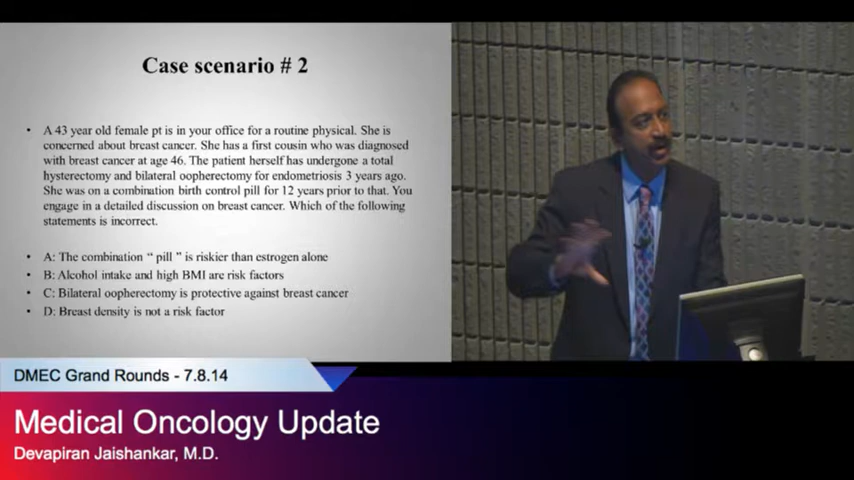 Case scenario # 2
• A 43 year old female pt is in your office for a routine physical. She is
concerned about breast cancer. She has a first cousin who was diagnosed
with breast cancer at age 46. The patient herself has undergone a total
hysterectomy and bilateral oopherectomy for endometriosis 3 years ago.
She was on a combination birth control pill for 12 years prior to that. You
engage in a detailed discussion on breast cancer. Which of the following
statements is incorrect.
• A: The combination “ pill ” is riskier than estrogen alone
• B: Alcohol intake and high BMI are risk factors
• C: Bilateral oopherectomy is protective against breast cancer
• D: Breast density is not a risk factor
DMEC Grand Rounds - 7.8.14
Medical Oncology Update
Devapiran Jaishankar, M.D.